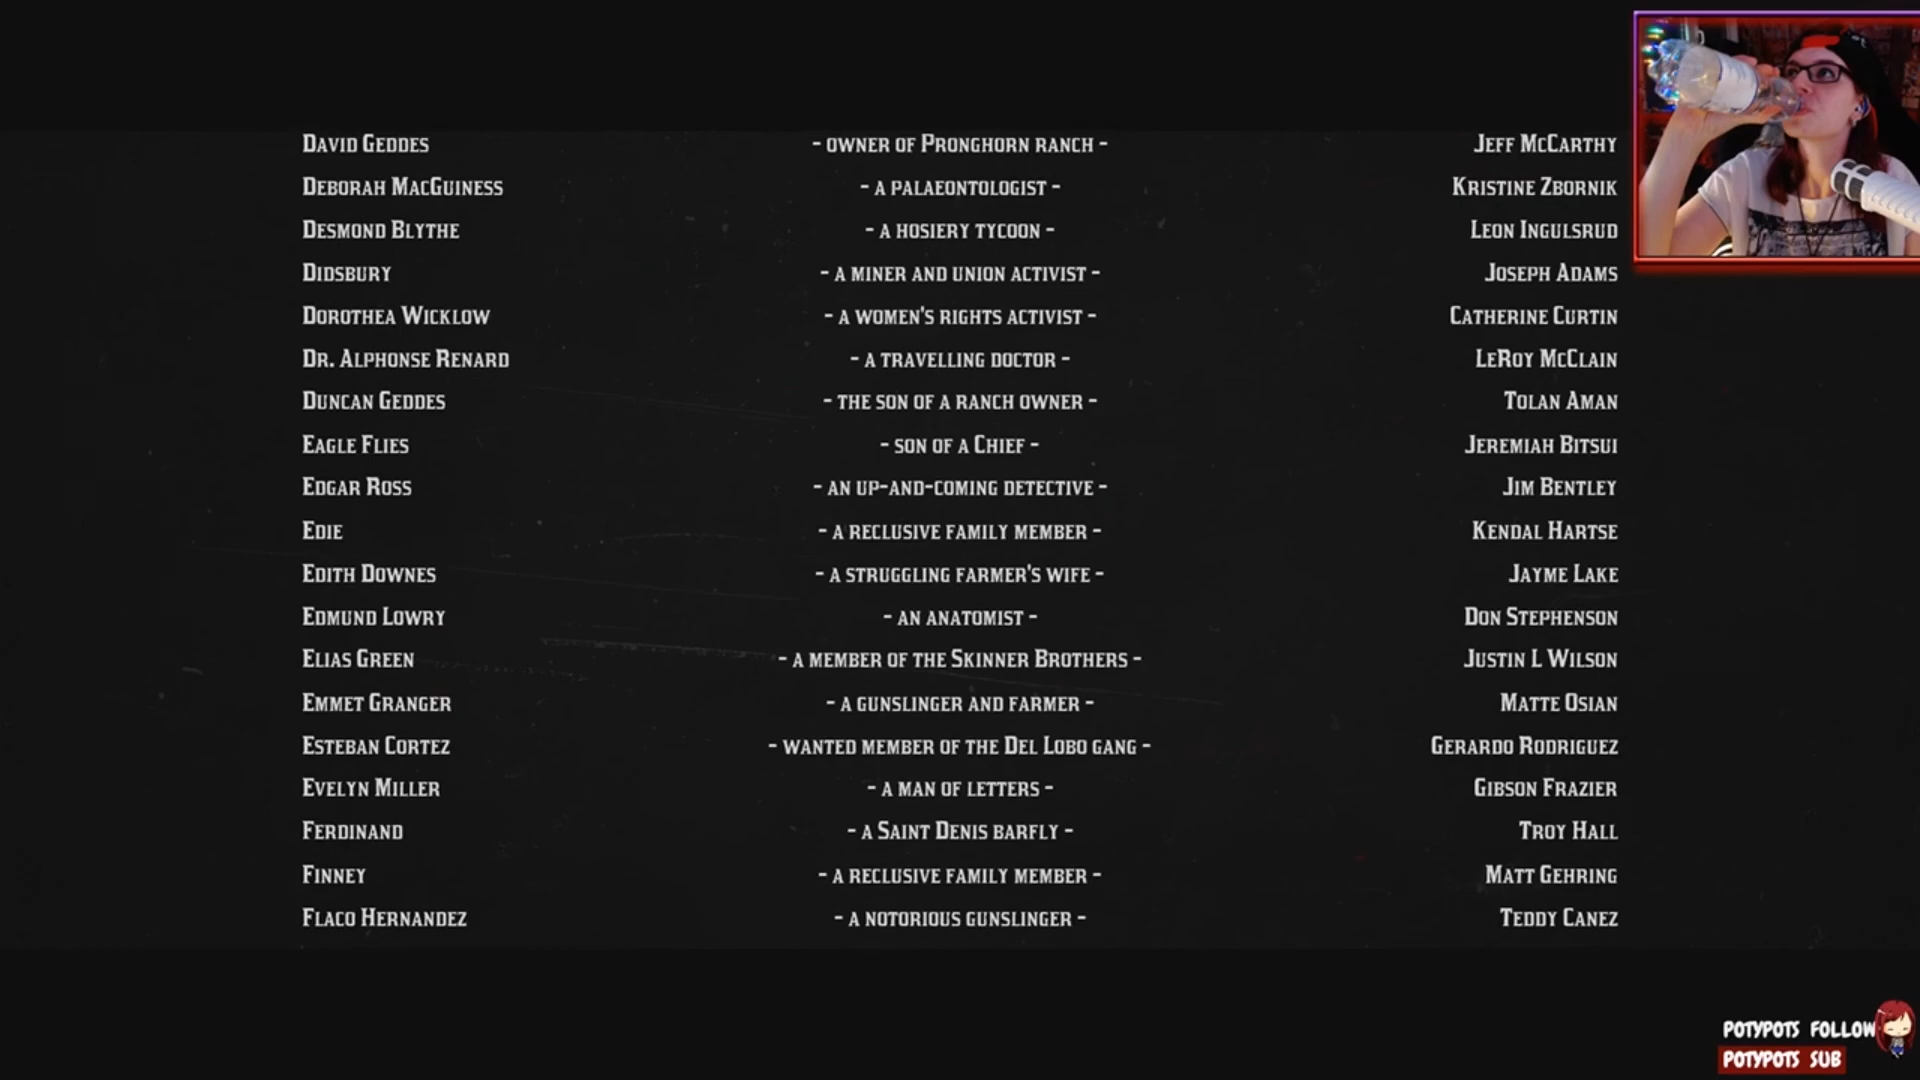 David Geddes - owner of Pronghorn ranch - Jeff McCarthy
Deborah MacGuiness - a palaeontologist - Kristine Zbornik
Desmond Blythe - a hosiery tycoon - Leon Ingulsrud
Didsbury - a miner and union activist - Joseph Adams
Dorothea Wicklow - a women's rights activist - Catherine Curtin
Dr. Alphonse Renard - a travelling doctor - LeRoy McClain
Duncan Geddes - the son of a ranch owner - Tolan Aman
Eagle Flies - son of a Chief - Jeremiah Bitsui
Edgar Ross - an up-and-coming detective - Jim Bentley
Edie - a reclusive family member - Kendal Hartse
Edith Downes - a struggling farmer's wife - Jayme Lake
Edmund Lowry - an anatomist - Don Stephenson
Elias Green - a member of the Skinner Brothers - Justin L Wilson
Emmet Granger - a gunslinger and farmer - Matte Osian
Esteban Cortez - wanted member of the Del Lobo gang - Gerardo Rodriguez
Evelyn Miller - a man of letters - Gibson Frazier
Ferdinand - a Saint Denis barfly - Troy Hall
Finney - a reclusive family member - Matt Gehring
Flaco Hernandez - a notorious gunslinger - Teddy Canez
POTYPOTS FOLLOW
POTYPOTS SUB